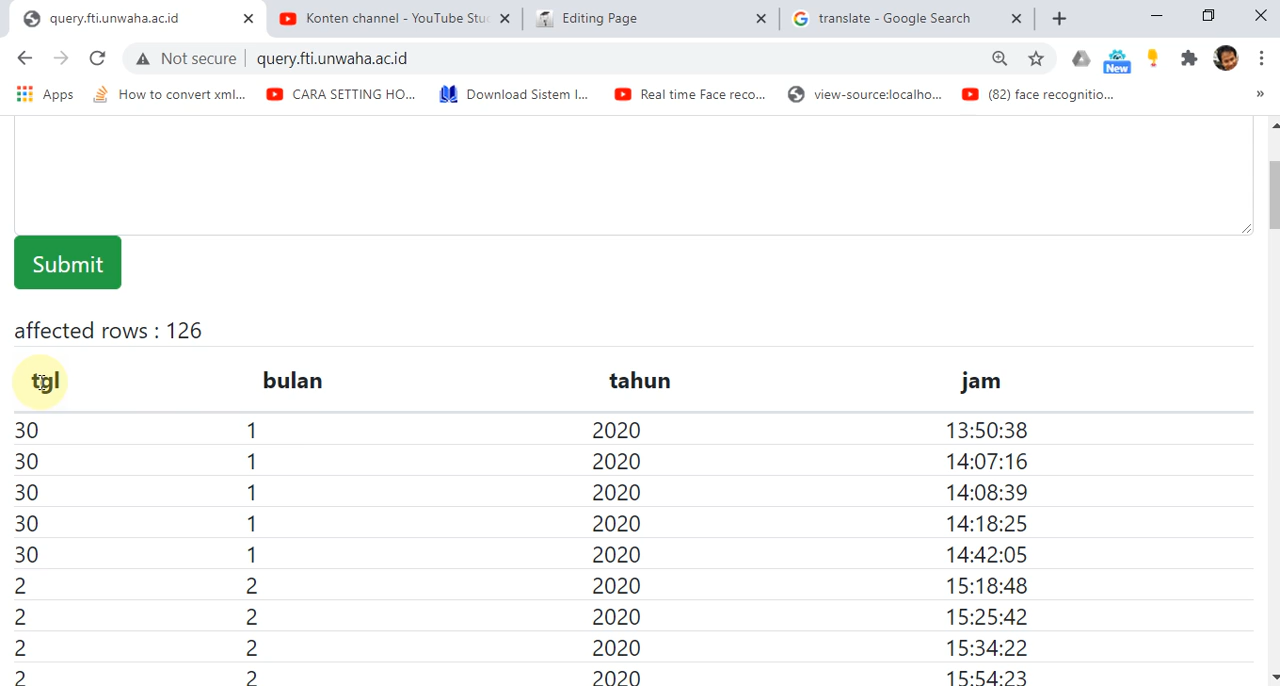 query.fti.unwaha.ac.id
Konten channel - YouTube Stu
Editing Page
translate - Google Search
Not secure
query.fti.unwaha.ac.id
New
Apps
How to convert xml...
CARA SETTING HO...
Download Sistem I...
Real time Face reco...
view-source:localho...
(82) face recognitio...
»
Submit
affected rows : 126
tgl bulan tahun jam
30 1 2020 13:50:38
30 1 2020 14:07:16
30 1 2020 14:08:39
30 1 2020 14:18:25
30 1 2020 14:42:05
2 2 2020 15:18:48
2 2 2020 15:25:42
2 2 2020 15:34:22
2 2 2020 15:54:23